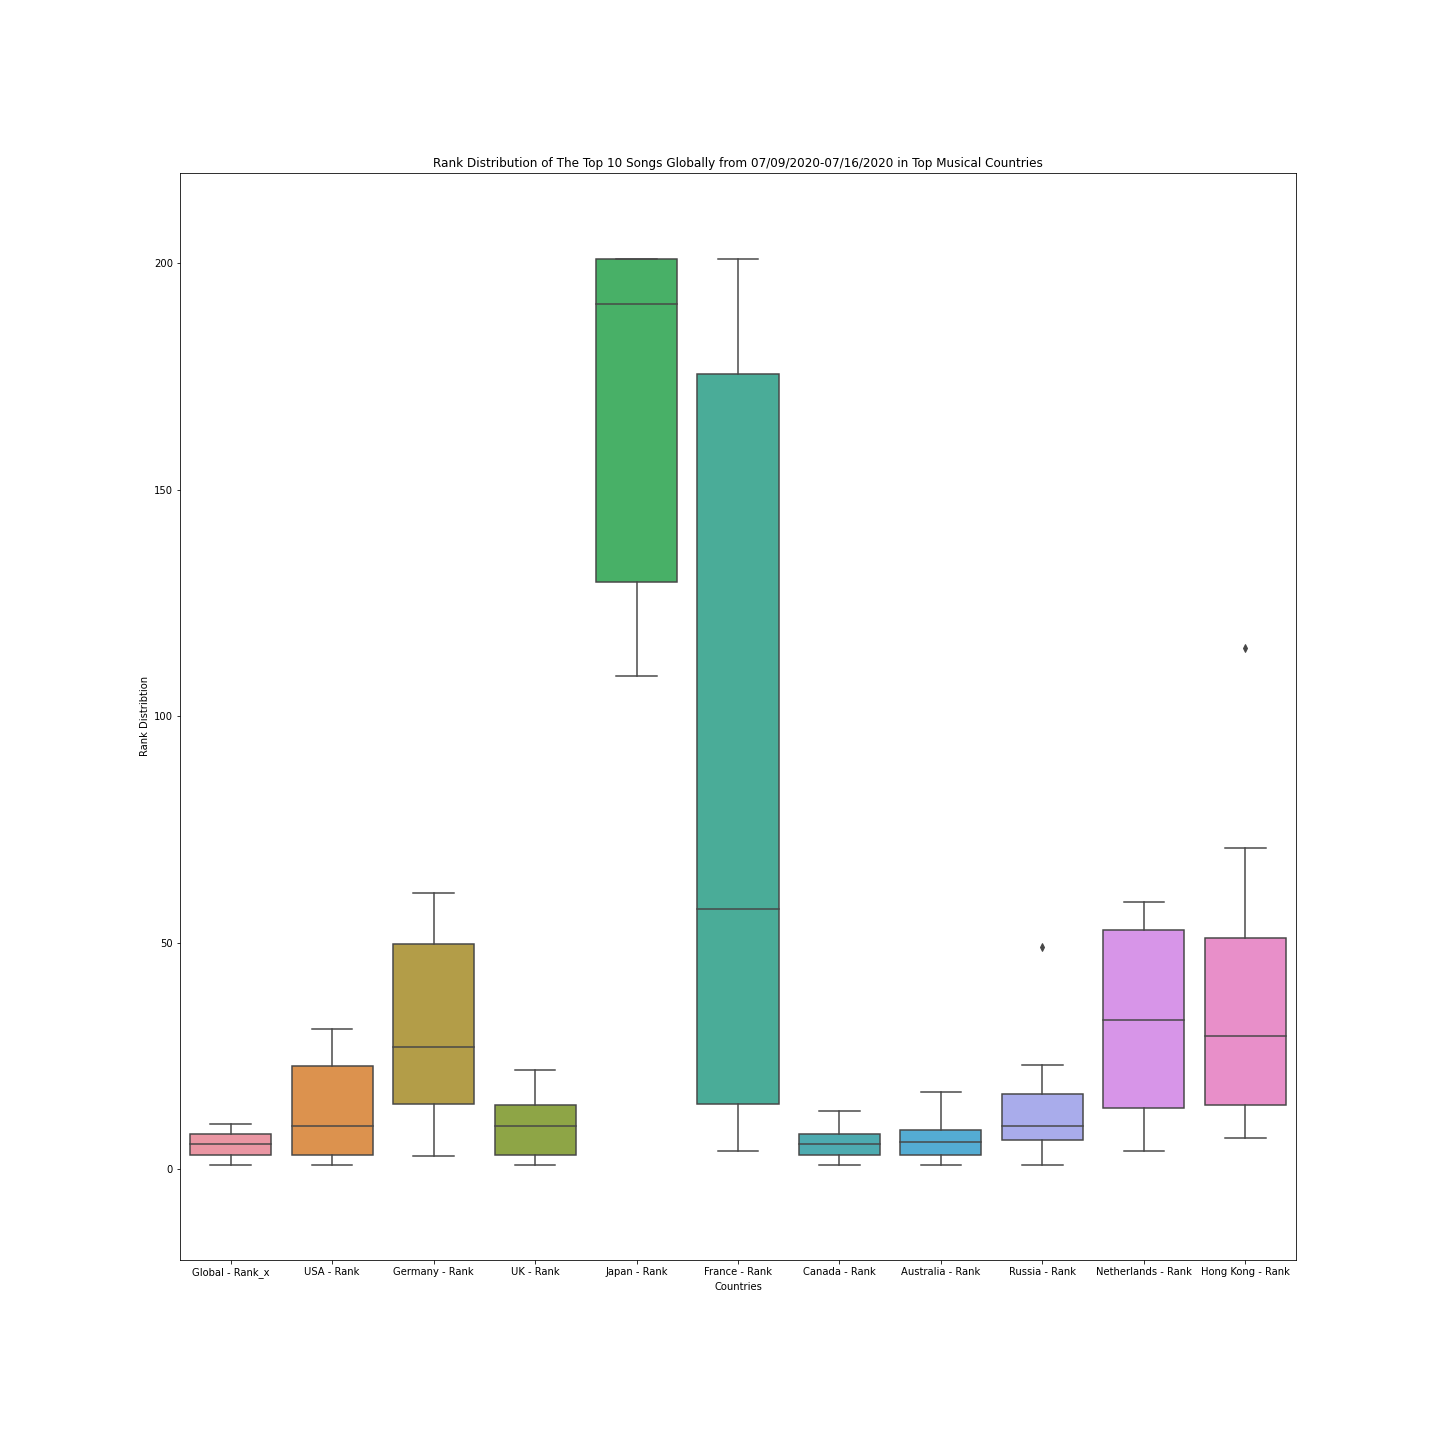 Rank Distribution of The Top 10 Songs Globally from 07/09/2020-07/16/2020 in Top Musical Countries
200
150
100
50
0
Rank Distribtion
Global - Rank_x
USA - Rank
Germany - Rank
UK - Rank
Japan - Rank
France - Rank
Canada - Rank
Australia - Rank
Russia - Rank
Netherlands - Rank
Hong Kong - Rank
Countries